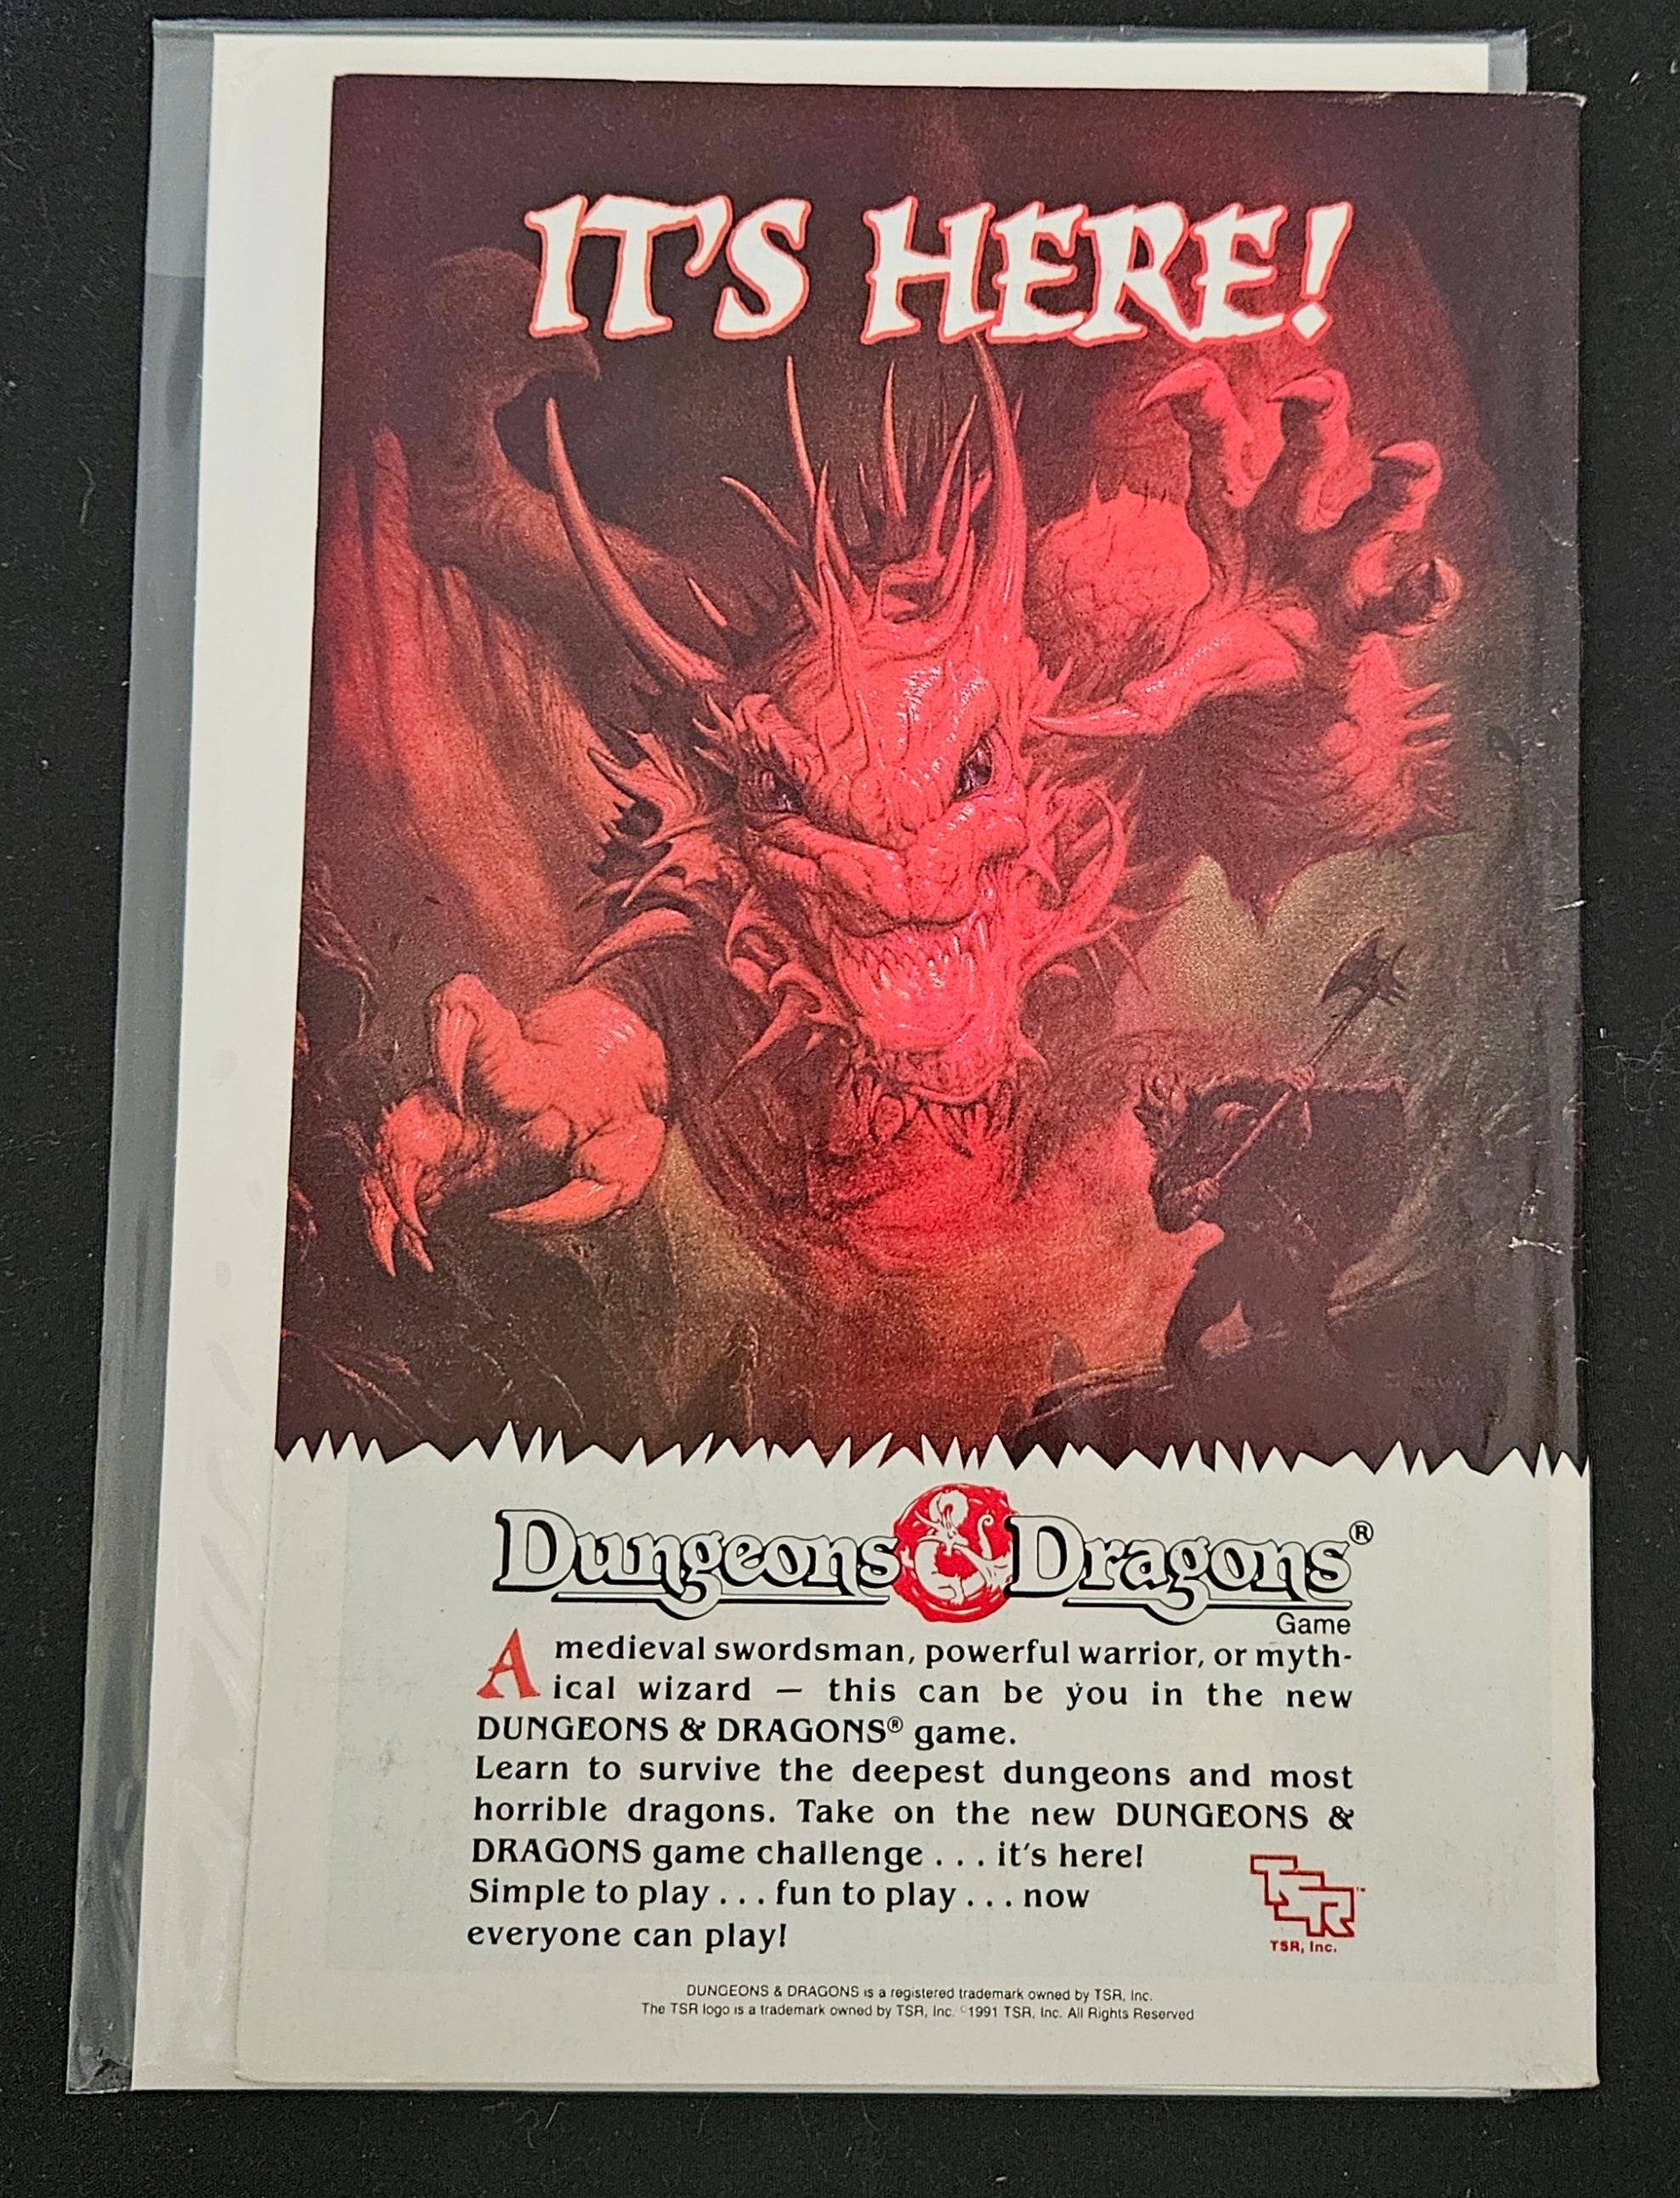 IT'S HERE!
Dungeons & Dragons®
Game
A medieval swordsman, powerful warrior, or myth-
ical wizard — this can be you in the new
DUNGEONS & DRAGONS® game.
Learn to survive the deepest dungeons and most
horrible dragons. Take on the new DUNGEONS &
DRAGONS game challenge . . . it's here!
Simple to play . . . fun to play . . . now
everyone can play!
TSR™
TSR, Inc.
DUNGEONS & DRAGONS is a registered trademark owned by TSR, Inc.
The TSR logo is a trademark owned by TSR, Inc. ©1991 TSR, Inc. All Rights Reserved